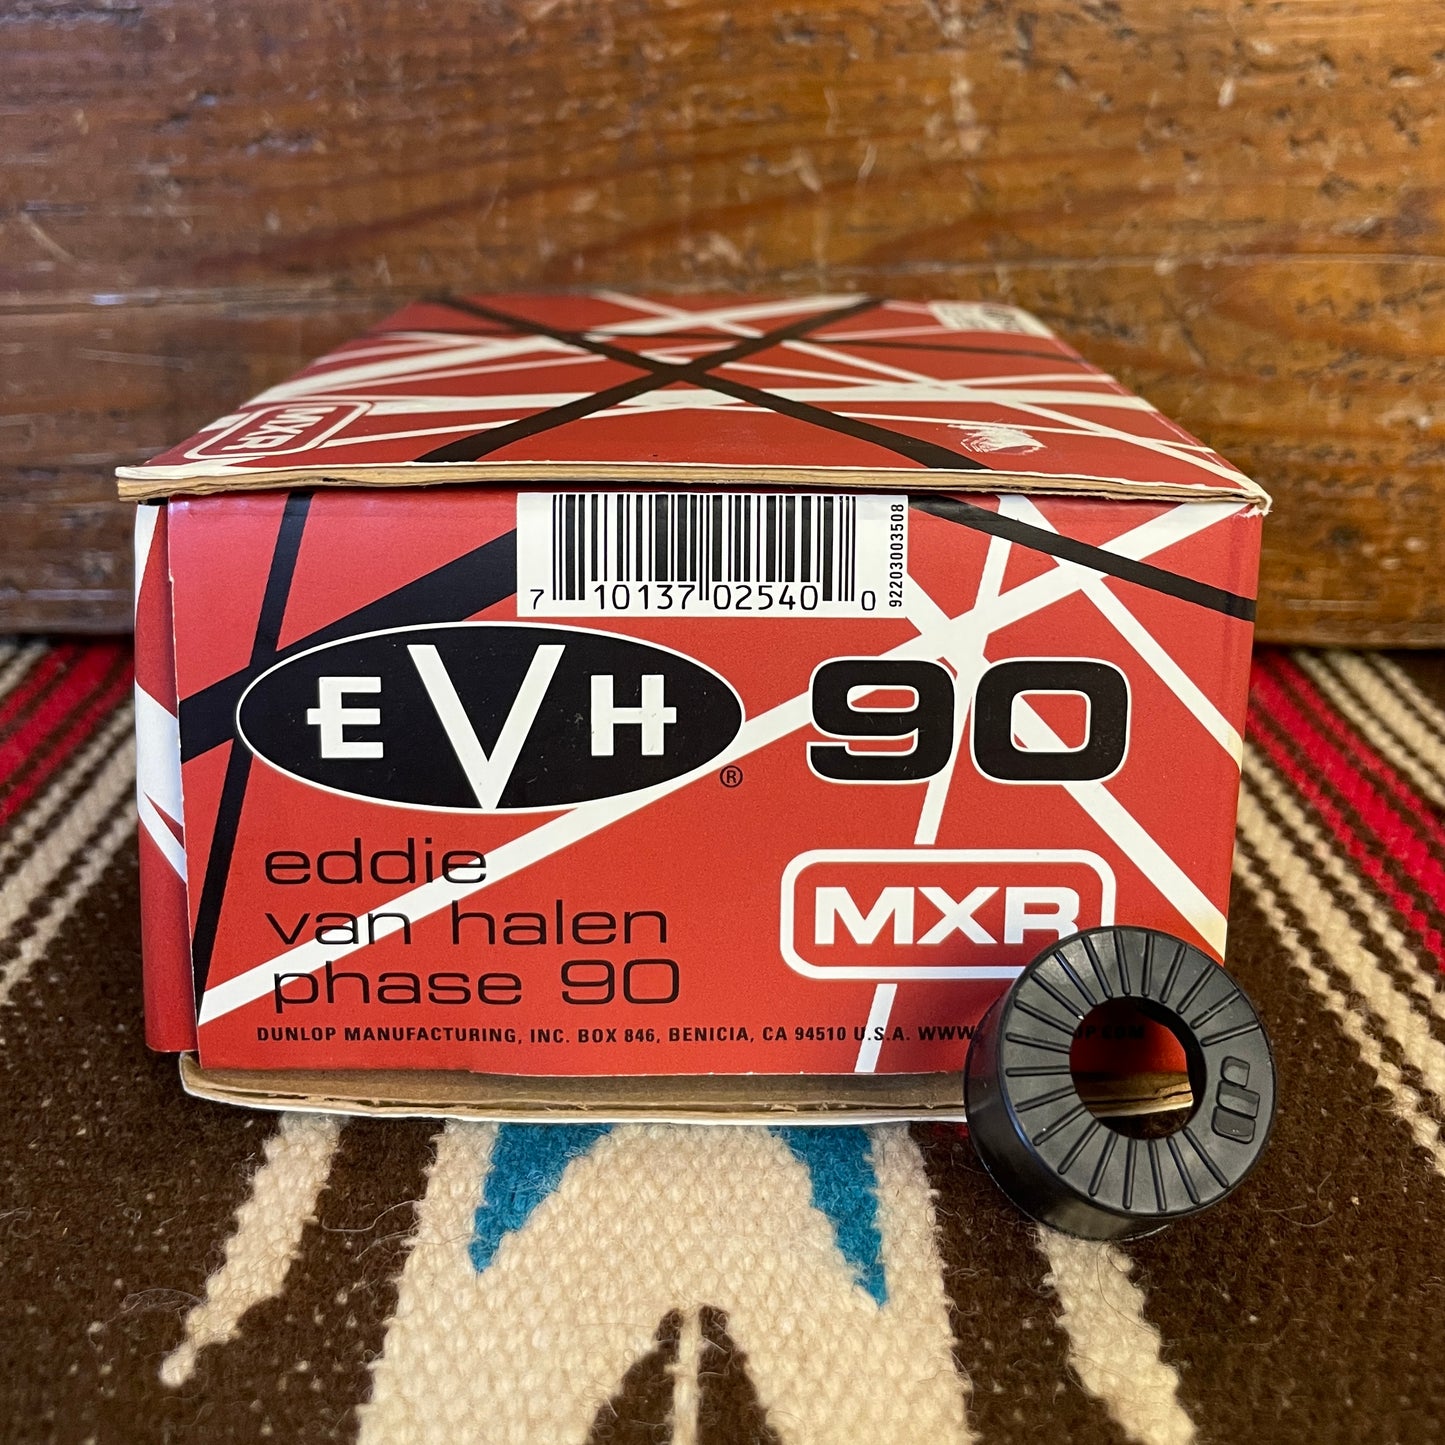 MXR
7 10137 02540 0
92203003508
EVH® 90
eddie
van halen
phase 90
MXR
DUNLOP MANUFACTURING, INC. BOX 846, BENICIA, CA 94510 U.S.A.